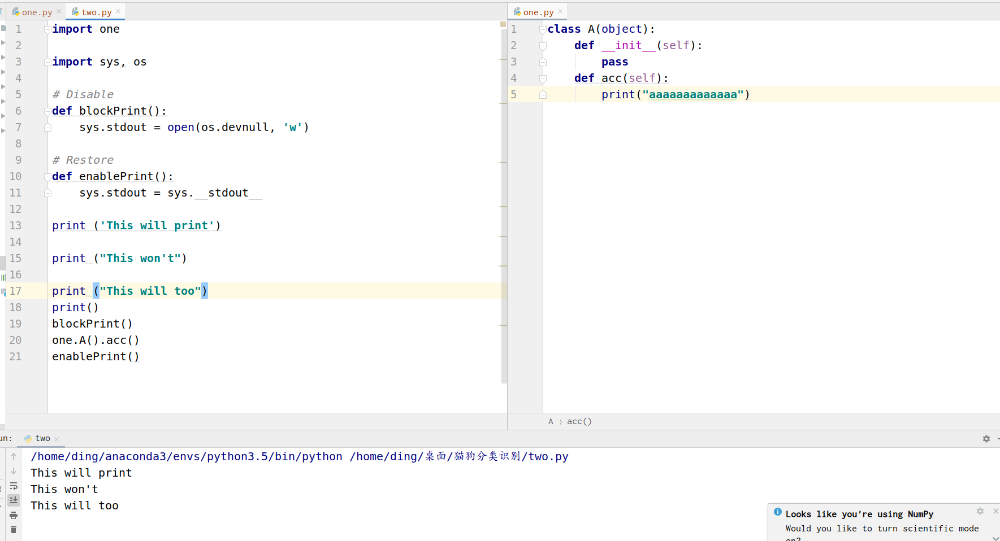 one.py
two.py
1 import one
2
3 import sys, os
4
5 # Disable
6 def blockPrint():
7 sys.stdout = open(os.devnull, 'w')
8
9 # Restore
10 def enablePrint():
11 sys.stdout = sys.__stdout__
12
13 print ('This will print')
14
15 print ("This won't")
16
17 print ("This will too")
18 print()
19 blockPrint()
20 one.A().acc()
21 enablePrint()
one.py
1 class A(object):
2 def __init__(self):
3 pass
4 def acc(self):
5 print("aaaaaaaaaaaaa")
A › acc()
un: two
/home/ding/anaconda3/envs/python3.5/bin/python /home/ding/桌面/猫狗分类识别/two.py
This will print
This won't
This will too
Looks like you're using NumPy
Would you like to turn scientific mode
on?